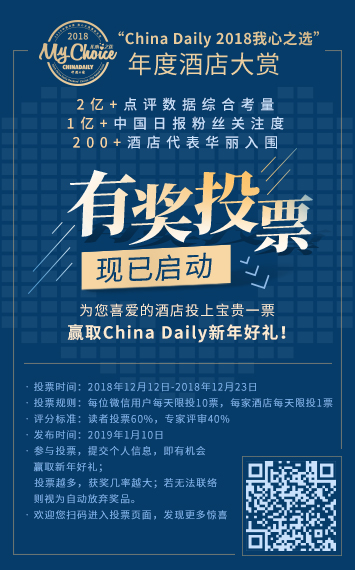 2018
My Choice
CHINADAILY
“China Daily 2018我心之选”
年度酒店大赏
2亿+点评数据综合考量
1亿+中国日报粉丝关注度
200+酒店代表华丽入围
有奖投票
现已启动
为您喜爱的酒店投上宝贵一票
赢取China Daily新年好礼！
· 投票时间：2018年12月12日-2018年12月23日
· 投票规则：每位微信用户每天限投10票，每家酒店每天限投1票
· 评分标准：读者投票60%，专家评审40%
· 发布时间：2019年1月10日
· 参与投票，提交个人信息，即有机会
赢取新年好礼；
投票越多，获奖几率越大；若无法联络
则视为自动放弃奖品。
· 欢迎您扫码进入投票页面，发现更多惊喜